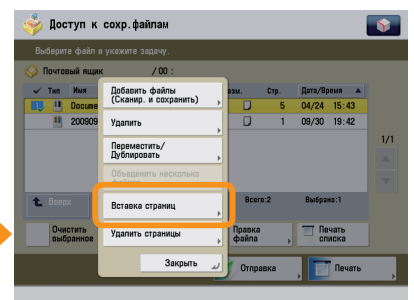 Доступ к сохр.файлам
Выберите файл и укажите задачу.
Почтовый ящик / 00 :
Тип Имя Разм. Стр. Дата/Время
Docume 5 04/24 15:43
200909 1 09/30 19:42
1/1
Добавить файлы
(Сканир. и сохранить)
Удалить
Переместить/
Дублировать
Объединить несколько
Вставка страниц
Удалить страницы
Закрыть
Вверх Всего:2 Выбрано:1
Очистить
выбранное
Правка
файла
Печать
списка
Отправка Печать